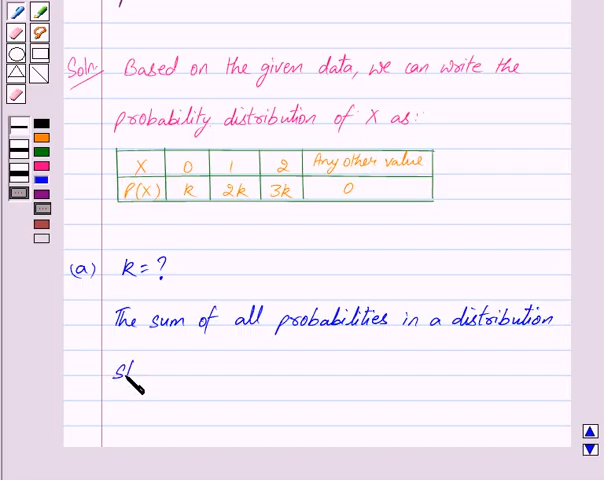 Soln. Based on the given data, we can write the
probability distribution of X as:
X 0 1 2 Any other value
P(X) k 2k 3k 0
(a) k = ?
The sum of all probabilities in a distribution